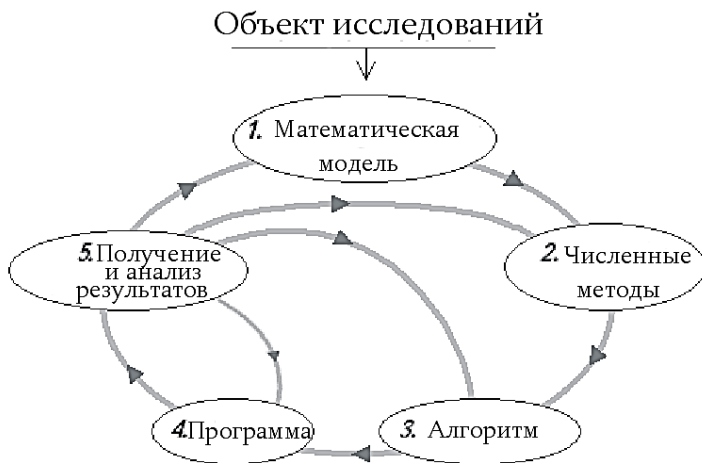 Объект исследований
1. Математическая
модель
2. Численные
методы
3. Алгоритм
4.Программа
5.Получение
и анализ
результатов